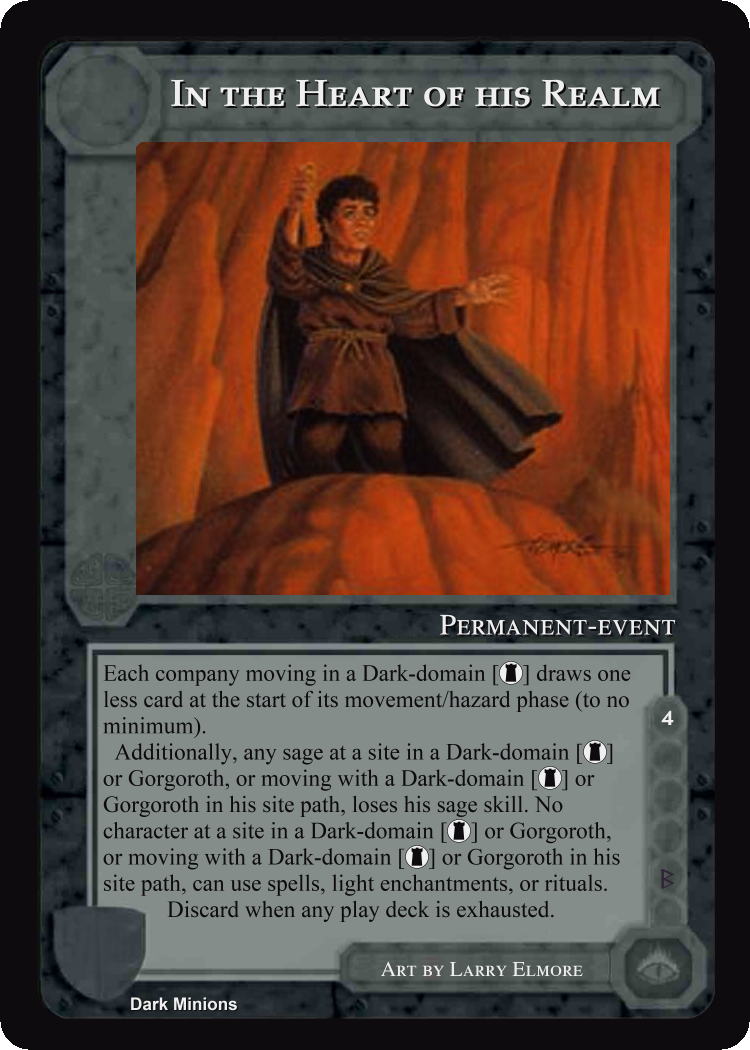 In the Heart of his Realm
Permanent-event
Each company moving in a Dark-domain [ ] draws one
less card at the start of its movement/hazard phase (to no
minimum).
Additionally, any sage at a site in a Dark-domain [ ]
or Gorgoroth, or moving with a Dark-domain [ ] or
Gorgoroth in his site path, loses his sage skill. No
character at a site in a Dark-domain [ ] or Gorgoroth,
or moving with a Dark-domain [ ] or Gorgoroth in his
site path, can use spells, light enchantments, or rituals.
Discard when any play deck is exhausted.
4
Art by Larry Elmore
Dark Minions